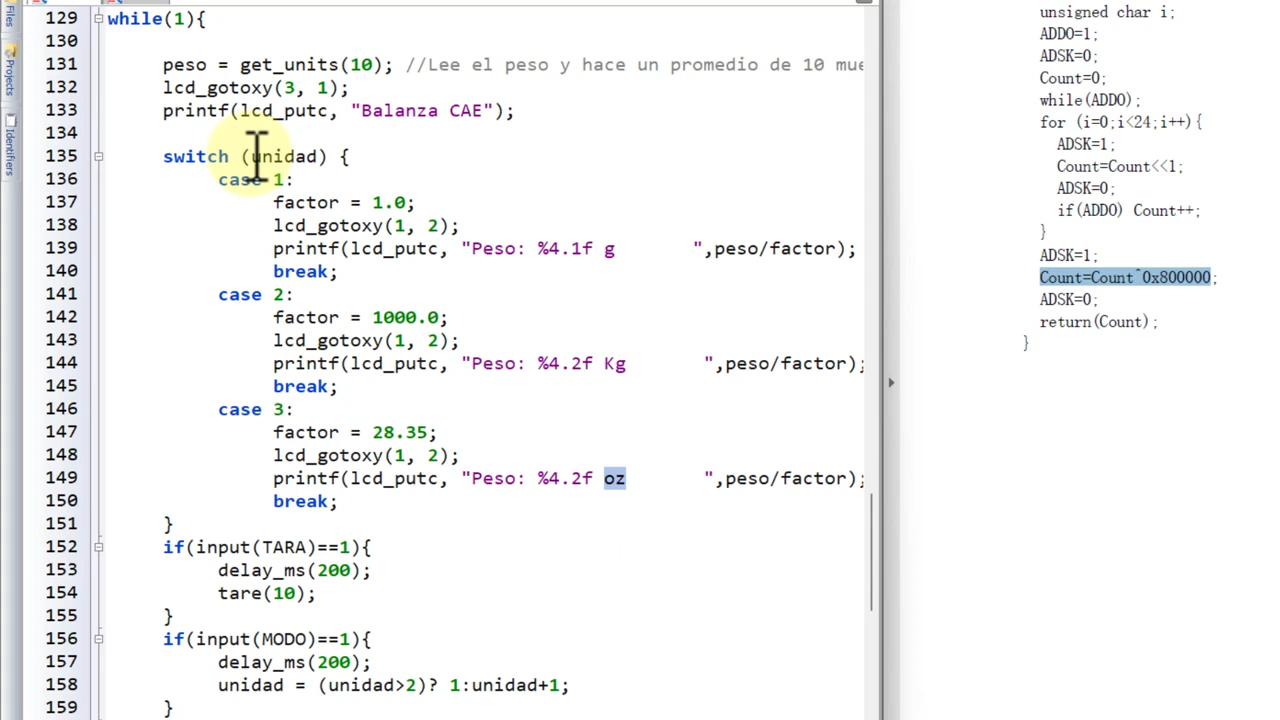 Files
Projects
Identifiers
129 while(1){
130
131 peso = get_units(10); //Lee el peso y hace un promedio de 10 mue
132 lcd_gotoxy(3, 1);
133 printf(lcd_putc, "Balanza CAE");
134
135 switch (unidad) {
136 case 1:
137 factor = 1.0;
138 lcd_gotoxy(1, 2);
139 printf(lcd_putc, "Peso: %4.1f g       ",peso/factor);
140 break;
141 case 2:
142 factor = 1000.0;
143 lcd_gotoxy(1, 2);
144 printf(lcd_putc, "Peso: %4.2f Kg       ",peso/factor);
145 break;
146 case 3:
147 factor = 28.35;
148 lcd_gotoxy(1, 2);
149 printf(lcd_putc, "Peso: %4.2f oz       ",peso/factor);
150 break;
151 }
152 if(input(TARA)==1){
153 delay_ms(200);
154 tare(10);
155 }
156 if(input(MODO)==1){
157 delay_ms(200);
158 unidad = (unidad>2)? 1:unidad+1;
159 }
unsigned char i;
ADDO=1;
ADSK=0;
Count=0;
while(ADDO);
for (i=0;i<24;i++){
ADSK=1;
Count=Count<<1;
ADSK=0;
if(ADDO) Count++;
}
ADSK=1;
Count=Count^0x800000;
ADSK=0;
return(Count);
}